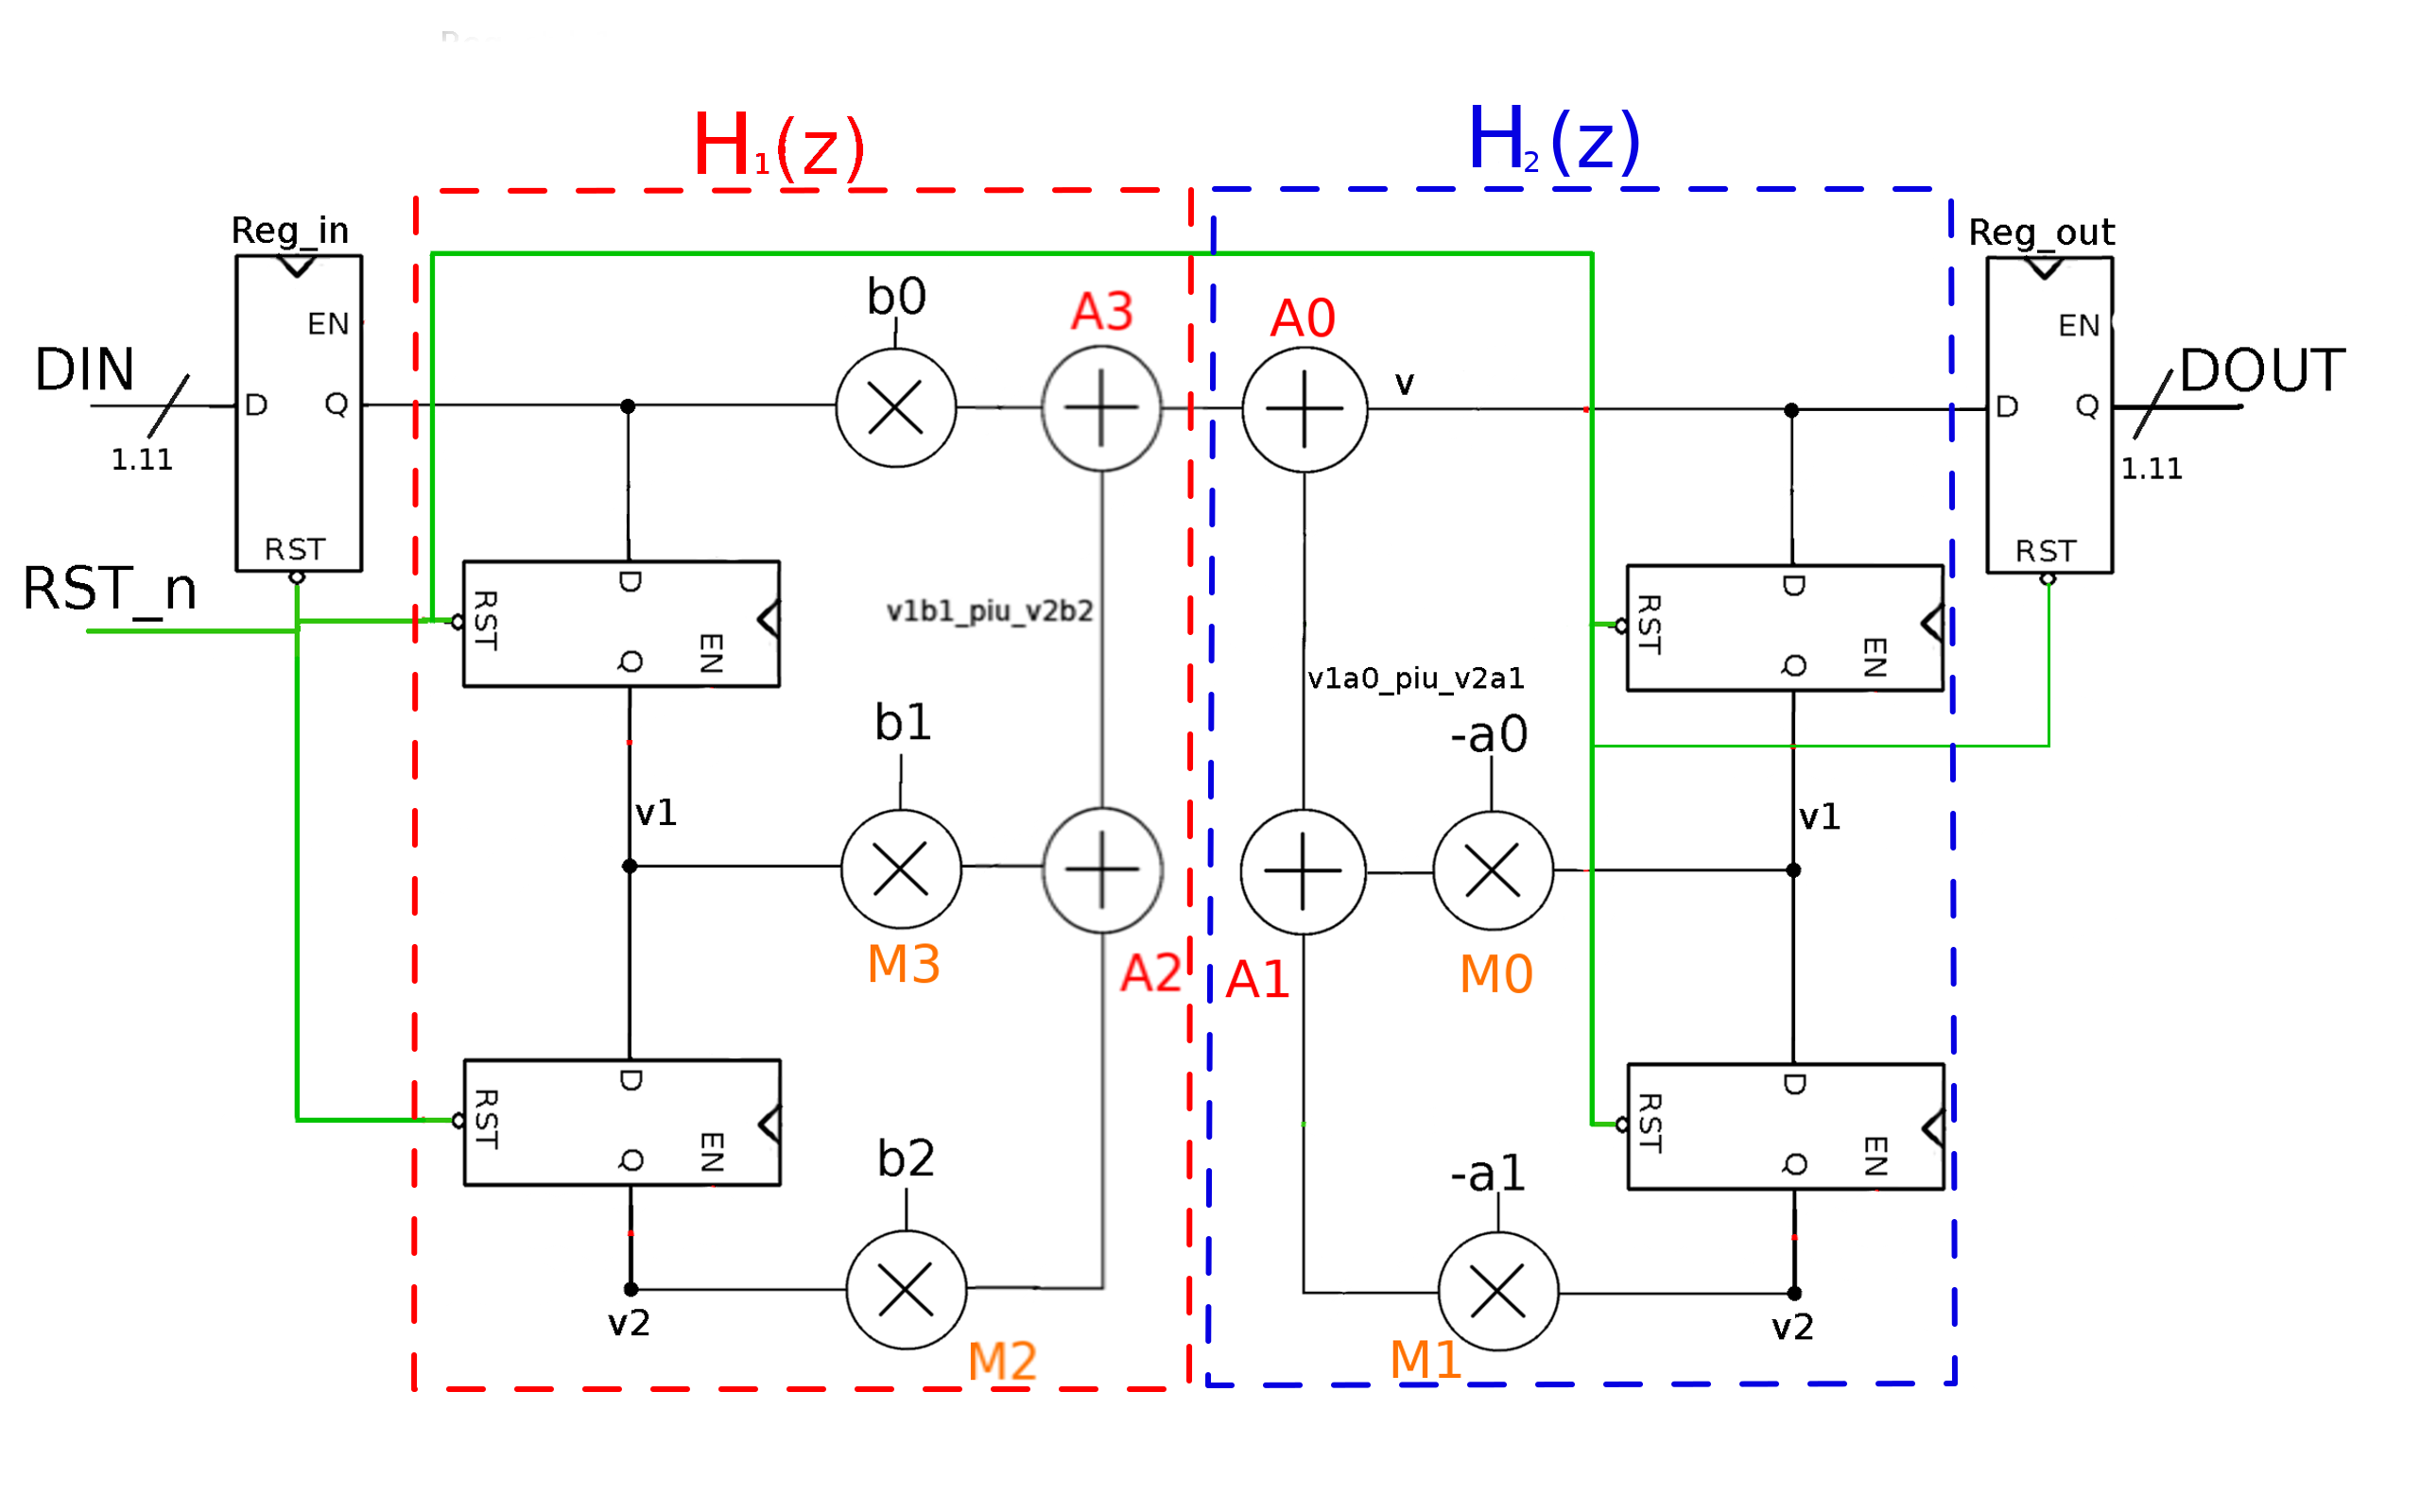 H1(z)
H2(z)
Reg_in
Reg_out
b0
A3
A0
EN
EN
DIN
v
DOUT
D
Q
D
Q
1.11
1.11
RST
RST
RST_n
D
RST
Q
EN
v1b1_piu_v2b2
D
RST
Q
EN
v1a0_piu_v2a1
b1
-a0
v1
v1
M3
A2
A1
M0
D
RST
Q
EN
D
RST
Q
EN
b2
-a1
v2
v2
M2
M1